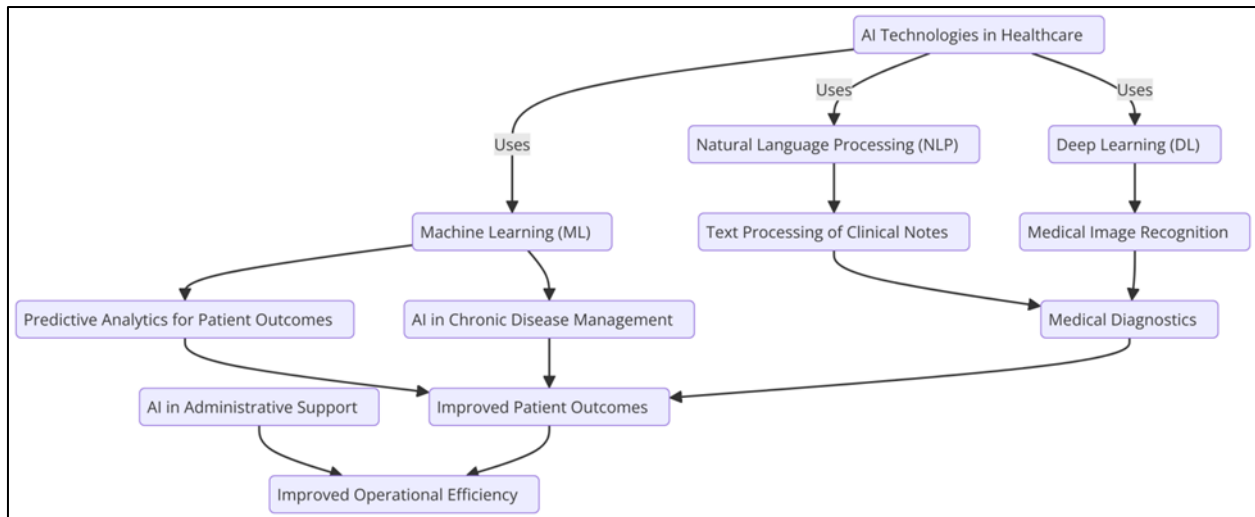 AI Technologies in Healthcare
Uses
Uses
Uses
Natural Language Processing (NLP)
Deep Learning (DL)
Machine Learning (ML)
Text Processing of Clinical Notes
Medical Image Recognition
Predictive Analytics for Patient Outcomes
AI in Chronic Disease Management
Medical Diagnostics
AI in Administrative Support
Improved Patient Outcomes
Improved Operational Efficiency